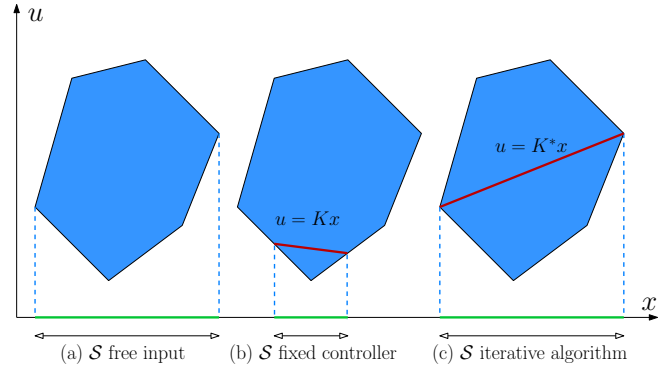 u
u = K*x
u = Kx
x
(a) 𝒮 free input
(b) 𝒮 fixed controller
(c) 𝒮 iterative algorithm